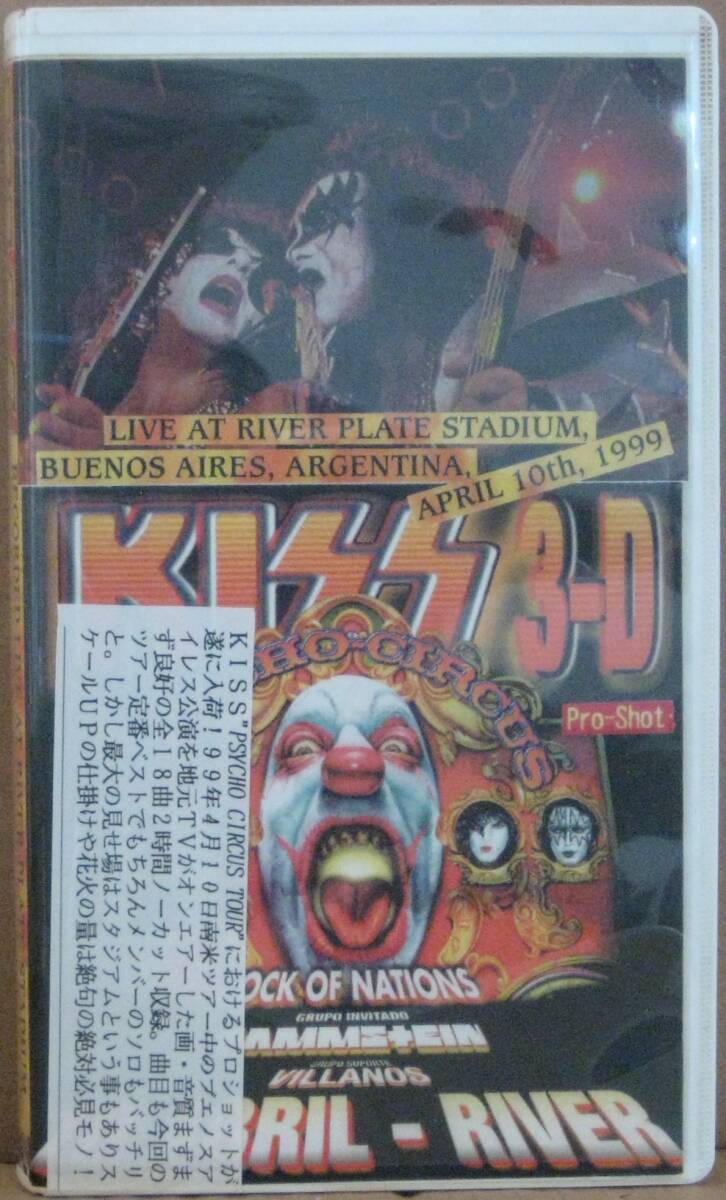 LIVE AT RIVER PLATE STADIUM,
BUENOS AIRES, ARGENTINA,
APRIL 10th, 1999
KISS 3-D
CIRCUS
Pro-Shot
KISS"PSYCHO CIRCUS TOUR"におけるプロショットが
遂に入荷！99年4月10日南米ツアー中のブエノスア
イレス公演を地元TVがオンエアーした画・音質まずま
ず良好の全18曲2時間ノーカット収録。曲目も今回の
ツアー定番ベストでもちろんメンバーのソロもバッチリ
と。しかし最大の見せ場はスタジアムという事もありス
ケールUPの仕掛けや花火の量は絶句の絶対必見モノ！
OCK OF NATIONS
GRUPO INVITADO
AMMSTEIN
GRUPO SOPORTE
VILLANOS
BRIL - RIVER